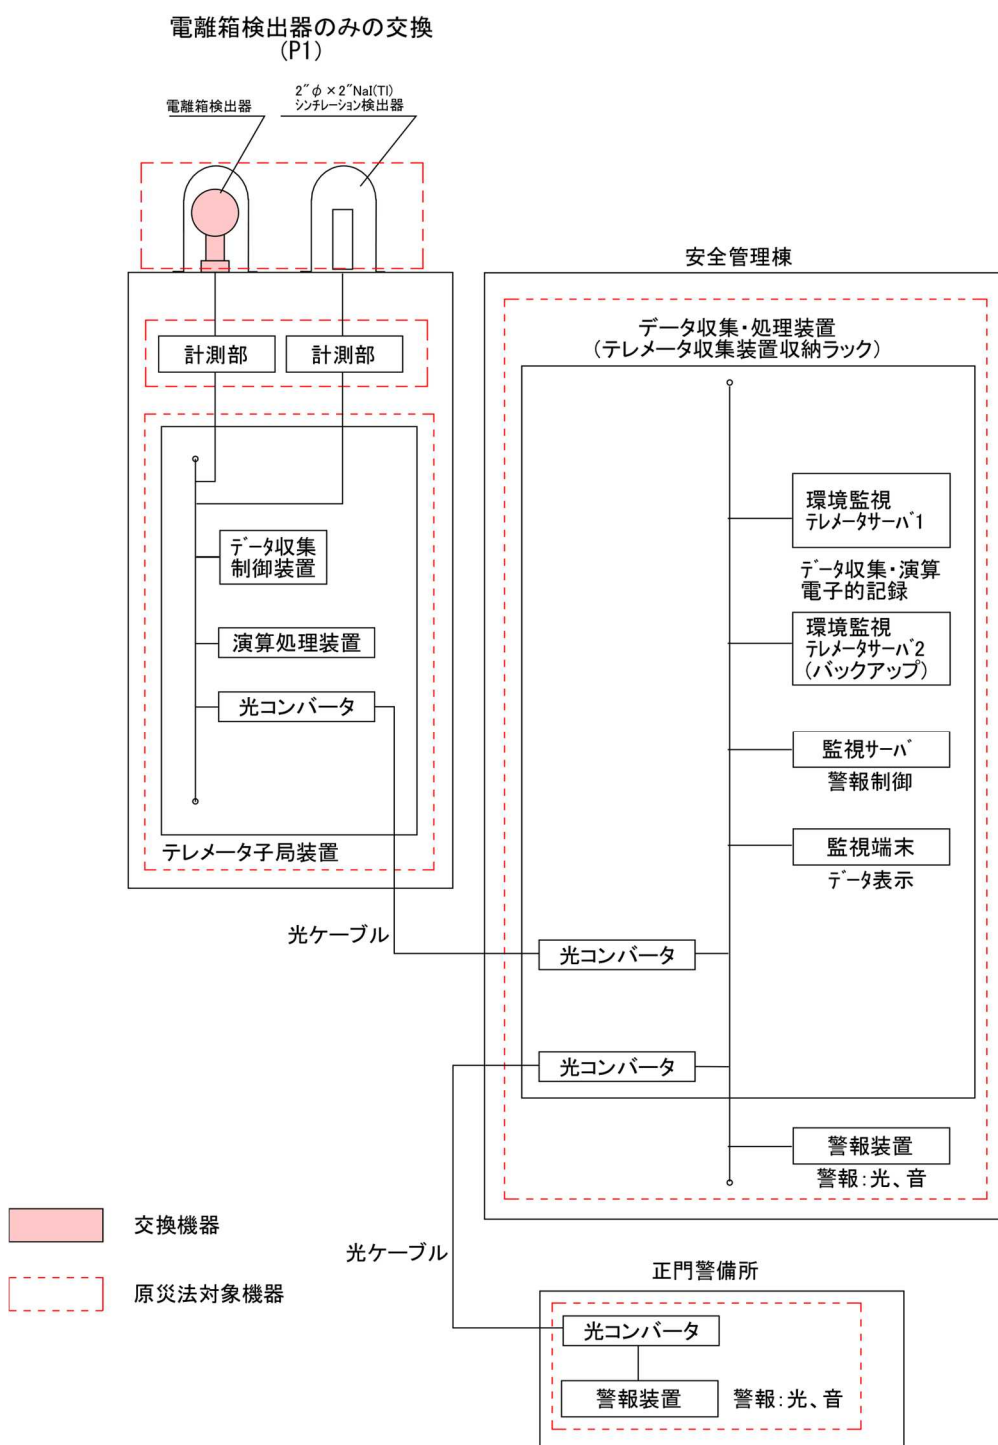 電離箱検出器のみの交換
(P1)
電離箱検出器
2″φ×2″NaI(Tl)
シンチレーション検出器
計測部
計測部
データ収集
制御装置
演算処理装置
光コンバータ
テレメータ子局装置
光ケーブル
安全管理棟
データ収集・処理装置
(テレメータ収集装置収納ラック)
環境監視
テレメータサーバ1
データ収集・演算
電子的記録
環境監視
テレメータサーバ2
(バックアップ)
監視サーバ
警報制御
監視端末
データ表示
光コンバータ
光コンバータ
警報装置
警報:光、音
光ケーブル
正門警備所
光コンバータ
警報装置
警報:光、音
交換機器
原災法対象機器